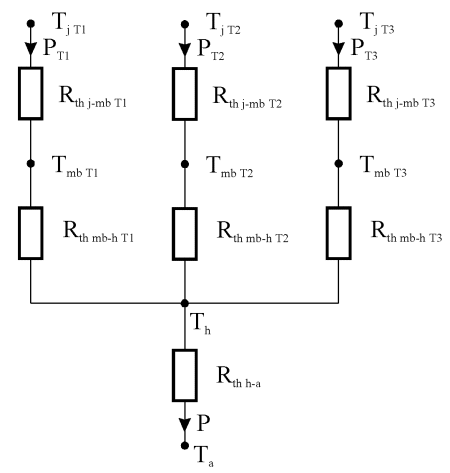 T j T1 T j T2 T j T3
P T1 P T2 P T3
R th j-mb T1 R th j-mb T2 R th j-mb T3
T mb T1 T mb T2 T mb T3
R th mb-h T1 R th mb-h T2 R th mb-h T3
T h
R th h-a
P
T a